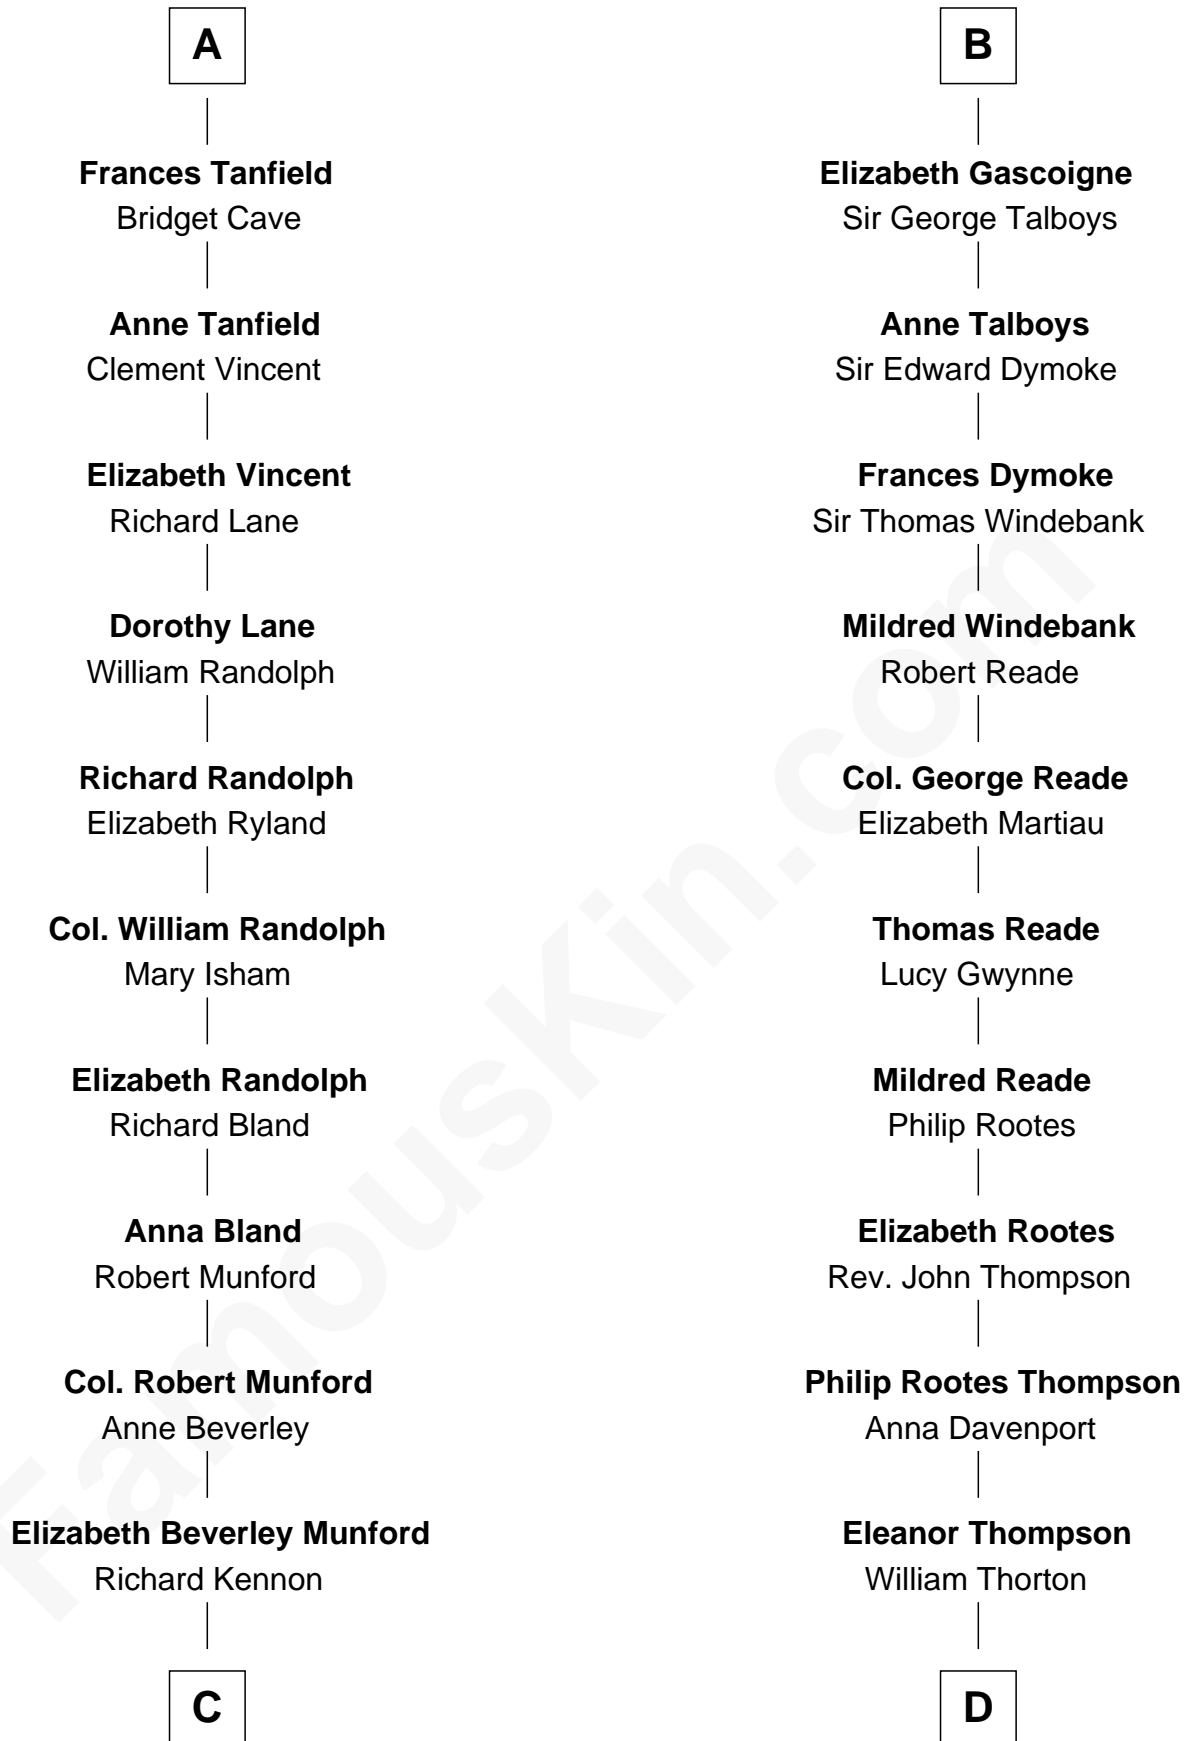 A
Frances Tanfield
Bridget Cave
Anne Tanfield
Clement Vincent
Elizabeth Vincent
Richard Lane
Dorothy Lane
William Randolph
Richard Randolph
Elizabeth Ryland
Col. William Randolph
Mary Isham
Elizabeth Randolph
Richard Bland
Anna Bland
Robert Munford
Col. Robert Munford
Anne Beverley
Elizabeth Beverley Munford
Richard Kennon
C
B
Elizabeth Gascoigne
Sir George Talboys
Anne Talboys
Sir Edward Dymoke
Frances Dymoke
Sir Thomas Windebank
Mildred Windebank
Robert Reade
Col. George Reade
Elizabeth Martiau
Thomas Reade
Lucy Gwynne
Mildred Reade
Philip Rootes
Elizabeth Rootes
Rev. John Thompson
Philip Rootes Thompson
Anna Davenport
Eleanor Thompson
William Thorton
D
FamousKin.com